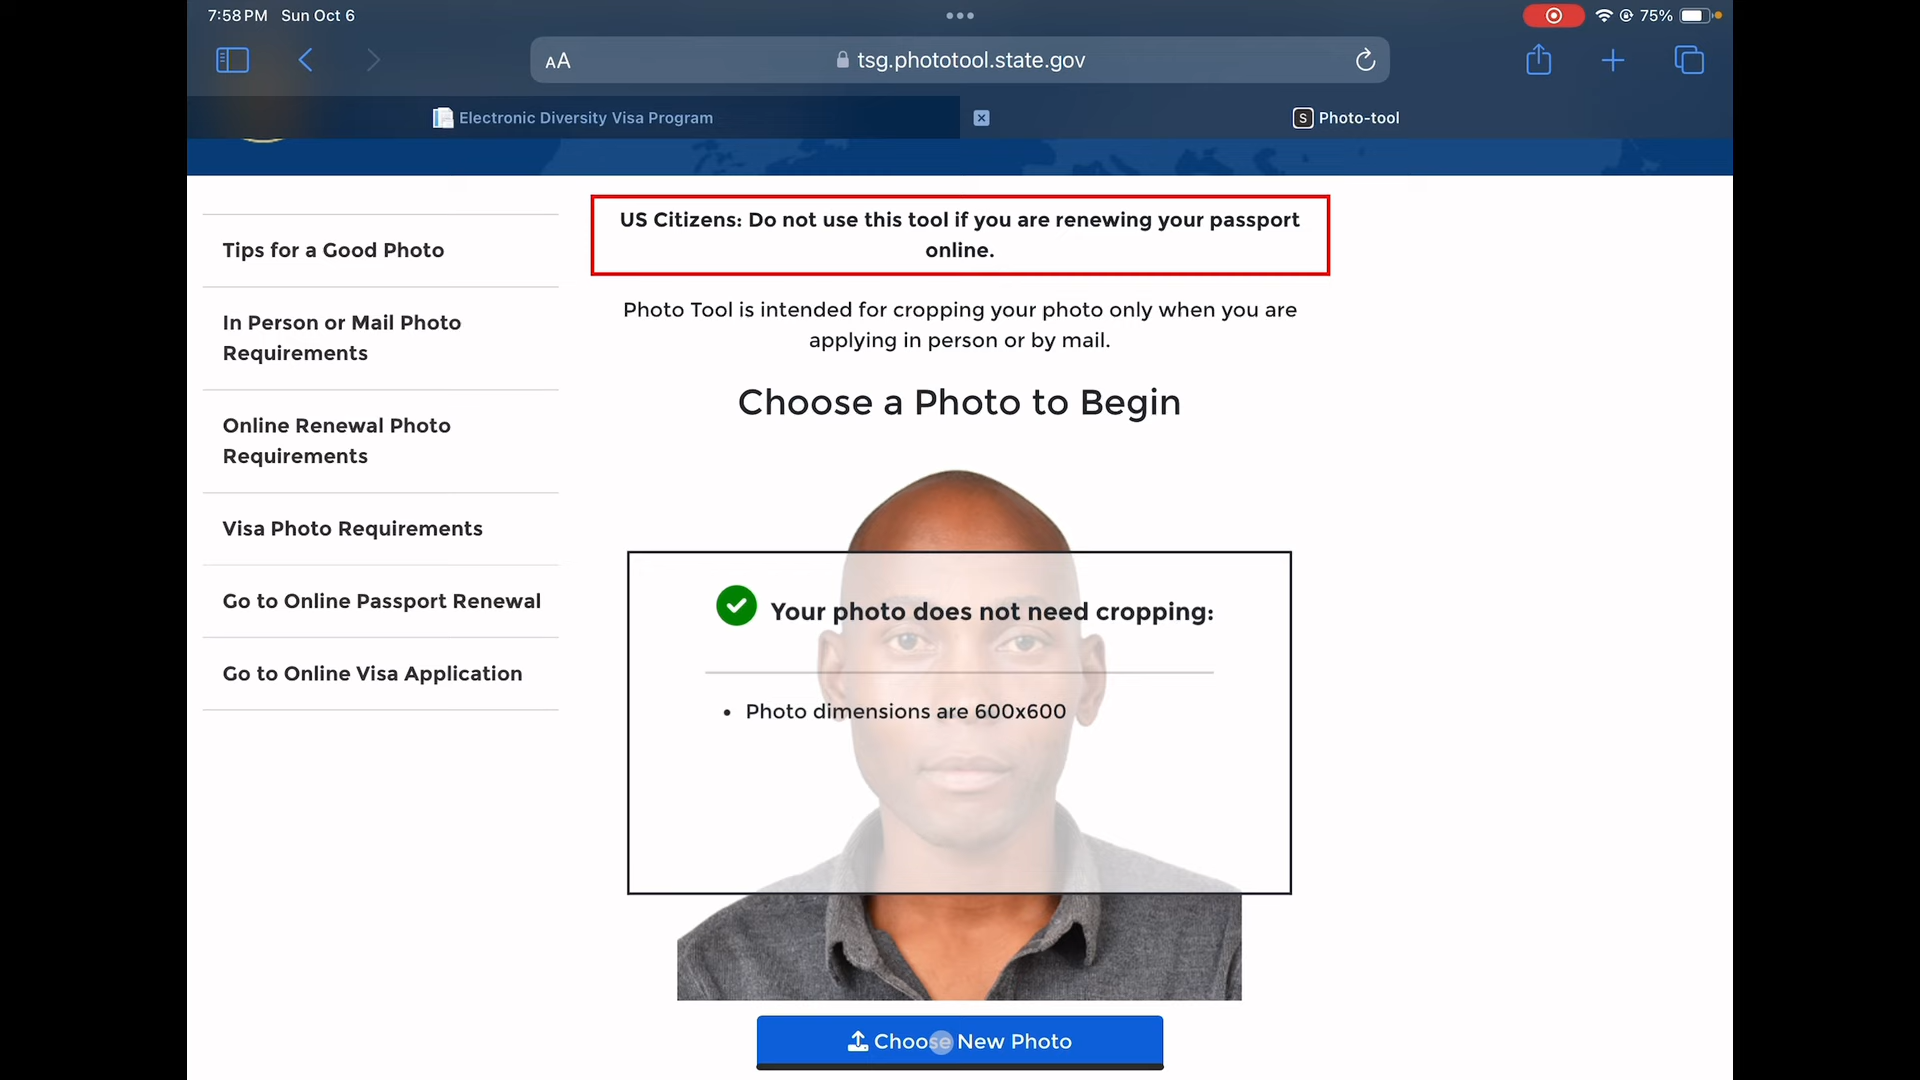 7:58 PM Sun Oct 6
75%
AA
tsg.phototool.state.gov
Electronic Diversity Visa Program
S Photo-tool
Tips for a Good Photo
In Person or Mail Photo
Requirements
Online Renewal Photo
Requirements
Visa Photo Requirements
Go to Online Passport Renewal
Go to Online Visa Application
US Citizens: Do not use this tool if you are renewing your passport
online.
Photo Tool is intended for cropping your photo only when you are
applying in person or by mail.
Choose a Photo to Begin
Your photo does not need cropping:
• Photo dimensions are 600x600
Choose New Photo